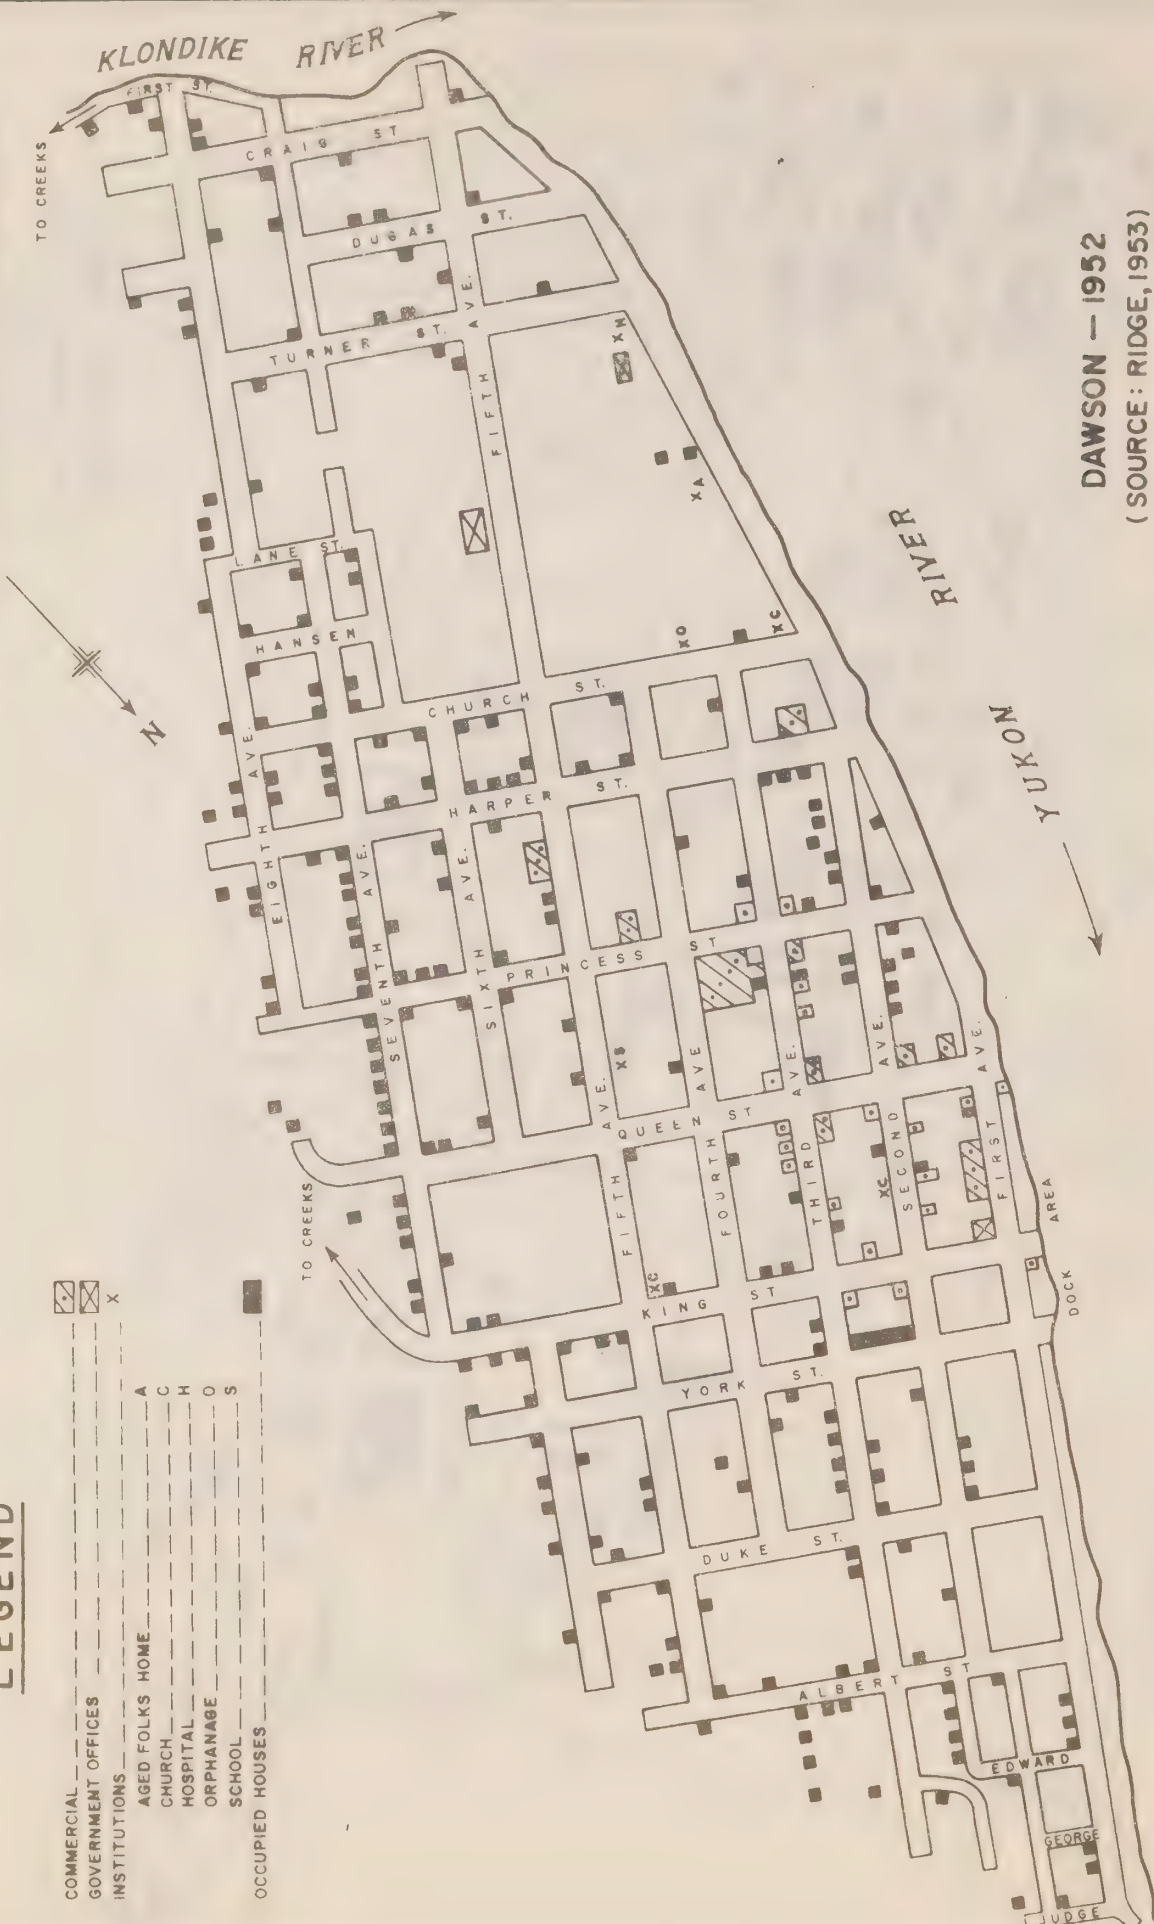 KLONDIKE RIVER
TO CREEKS
FIRST ST.
CRAIG ST
DUGAS ST.
TURNER ST.
FIFTH AVE.
XH
XA
LANE ST.
HANSEN
XO
XC
CHURCH ST.
N
HARPER ST.
EIGHTH AVE.
SEVENTH AVE.
SIXTH AVE.
PRINCESS ST
XS
FIFTH AVE.
FOURTH AVE
THIRD AVE.
SECOND AVE.
FIRST AVE.
QUEEN ST
XC
XC
KING ST
TO CREEKS
YORK ST.
DUKE ST.
ALBERT ST
EDWARD
GEORGE
JUDGE
DOCK AREA
YUKON RIVER
DAWSON — 1952
(SOURCE: RIDGE, 1953)
LEGEND
COMMERCIAL
GOVERNMENT OFFICES
INSTITUTIONS X
AGED FOLKS HOME A
CHURCH C
HOSPITAL H
ORPHANAGE O
SCHOOL S
OCCUPIED HOUSES